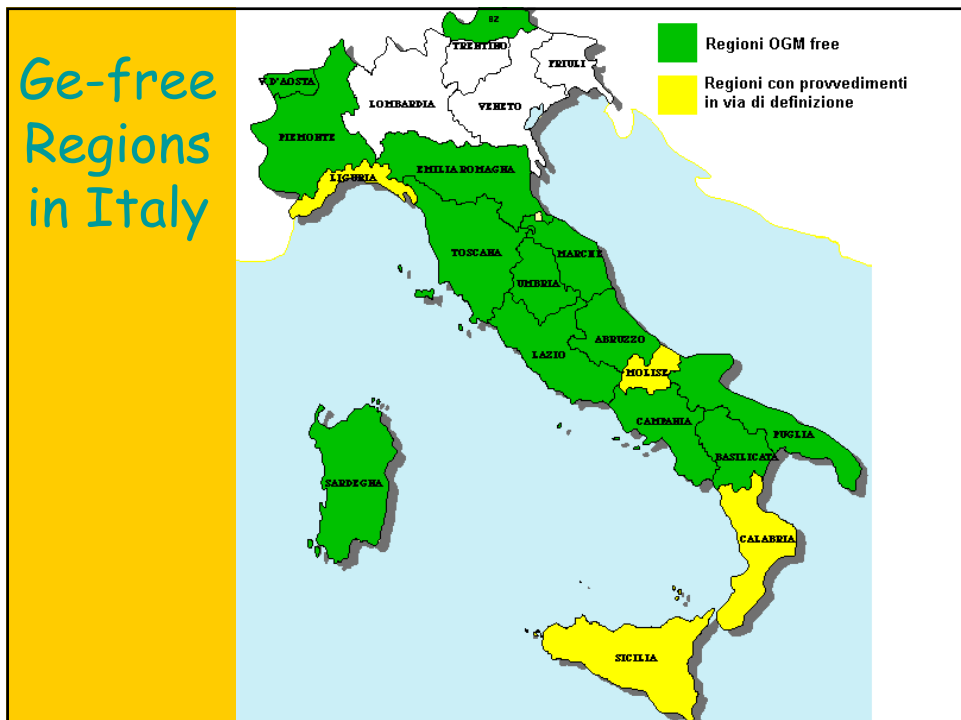 Ge-free
Regions
in Italy
Regioni OGM free
Regioni con provvedimenti
in via di definizione
BZ
TRENTINO
FRIULI
V. D'AOSTA
LOMBARDIA
VENETO
PIEMONTE
LIGURIA
EMILIA ROMAGNA
TOSCANA
MARCHE
UMBRIA
ABRUZZO
LAZIO
MOLISE
CAMPANIA
PUGLIA
BASILICATA
SARDEGNA
CALABRIA
SICILIA